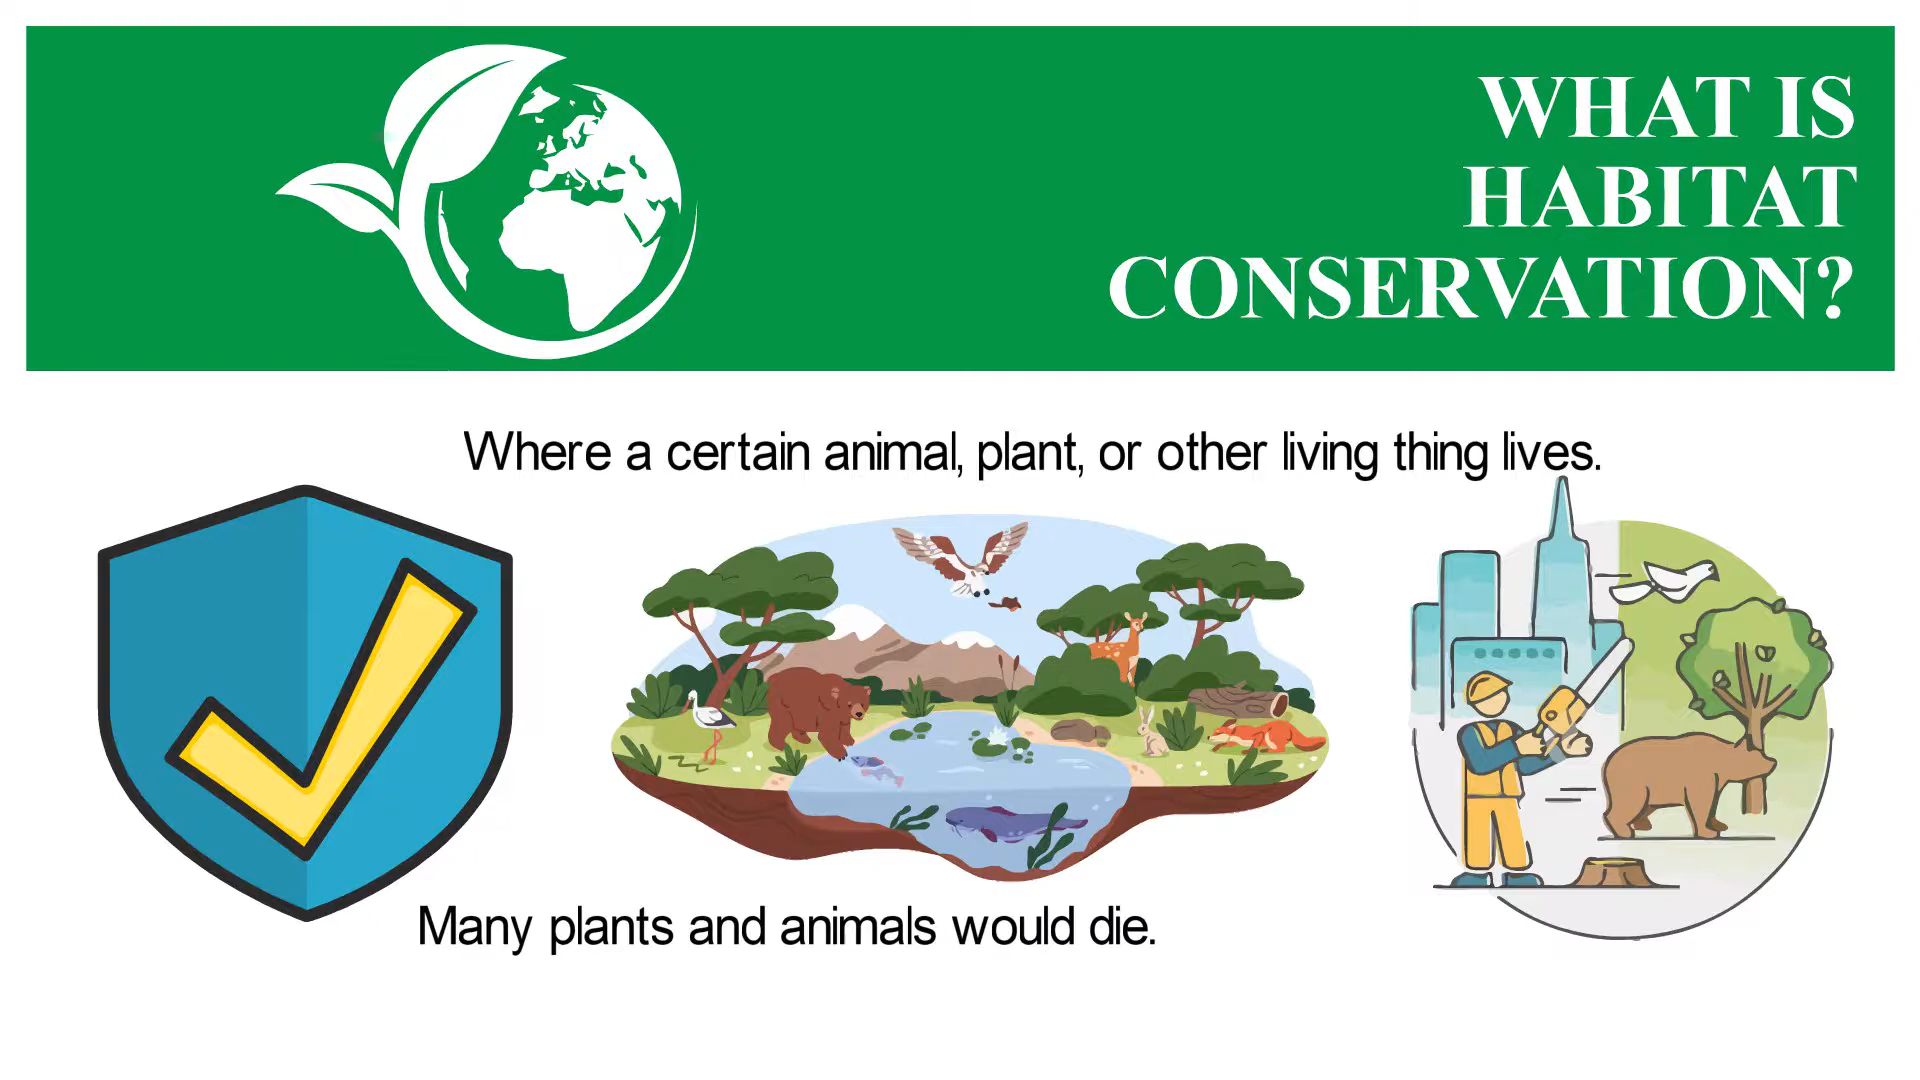 WHAT IS
HABITAT
CONSERVATION?
Where a certain animal, plant, or other living thing lives.
Many plants and animals would die.